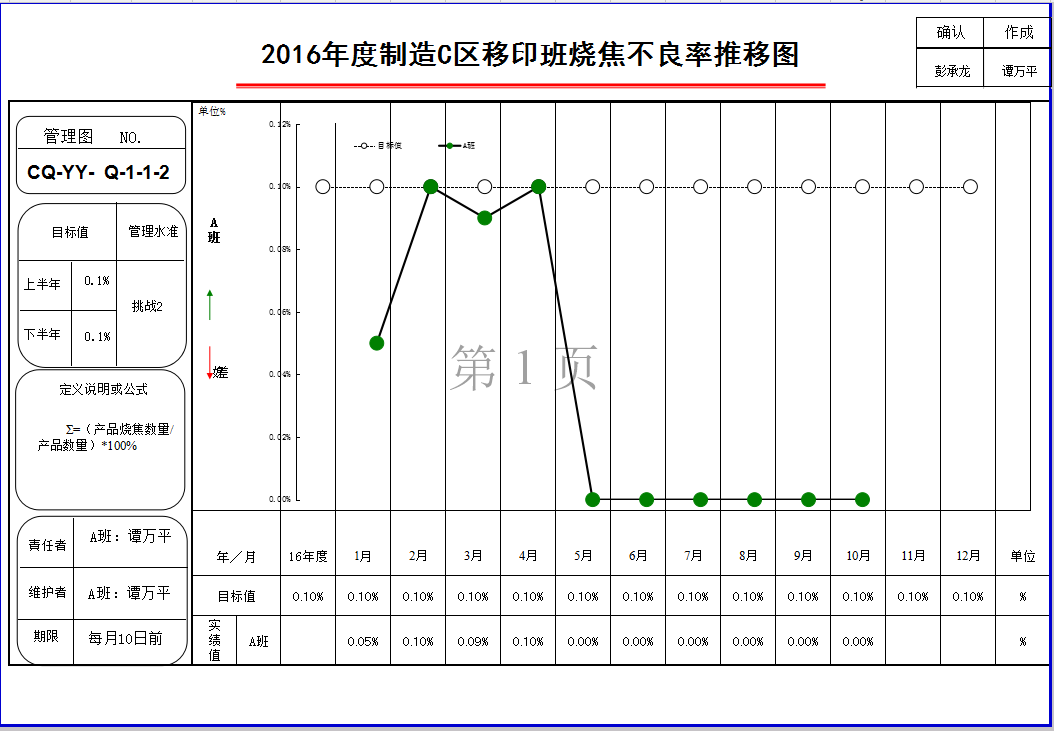 2016年度制造C区移印班烧焦不良率推移图
确认 作成
彭承龙 谭万平
管理图 NO.
CQ-YY- Q-1-1-2
目标值 管理水准
上半年 0.1%
挑战2
下半年 0.1%
定义说明或公式
Σ=（产品烧焦数量/
产品数量）*100%
责任者 A班：谭万平
维护者 A班：谭万平
期限 每月10日前
单位%
A
班
差
0.12%
0.10%
0.08%
0.06%
0.04%
0.02%
0.00%
目标值 A班
第 1 页
年／月 16年度 1月 2月 3月 4月 5月 6月 7月 8月 9月 10月 11月 12月 单位
目标值 0.10% 0.10% 0.10% 0.10% 0.10% 0.10% 0.10% 0.10% 0.10% 0.10% 0.10% 0.10% 0.10% %
实绩值 A班 0.05% 0.10% 0.09% 0.10% 0.00% 0.00% 0.00% 0.00% 0.00% 0.00% %